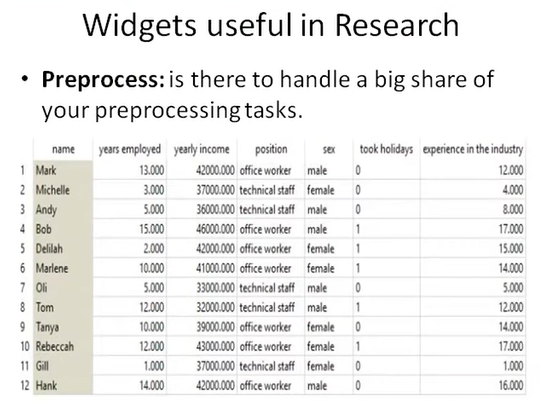 Widgets useful in Research
• Preprocess: is there to handle a big share of
your preprocessing tasks.
name years employed yearly income position sex took holidays experience in the industry
1 Mark 13.000 42000.000 office worker male 0 12.000
2 Michelle 3.000 37000.000 technical staff female 0 4.000
3 Andy 5.000 36000.000 technical staff male 0 8.000
4 Bob 15.000 46000.000 office worker male 1 17.000
5 Delilah 2.000 42000.000 office worker female 1 15.000
6 Marlene 10.000 41000.000 office worker female 1 14.000
7 Oli 5.000 33000.000 technical staff male 0 5.000
8 Tom 12.000 32000.000 technical staff male 1 12.000
9 Tanya 10.000 39000.000 office worker female 0 14.000
10 Rebeccah 12.000 43000.000 office worker female 1 17.000
11 Gill 1.000 37000.000 technical staff female 0 1.000
12 Hank 14.000 42000.000 office worker male 0 16.000